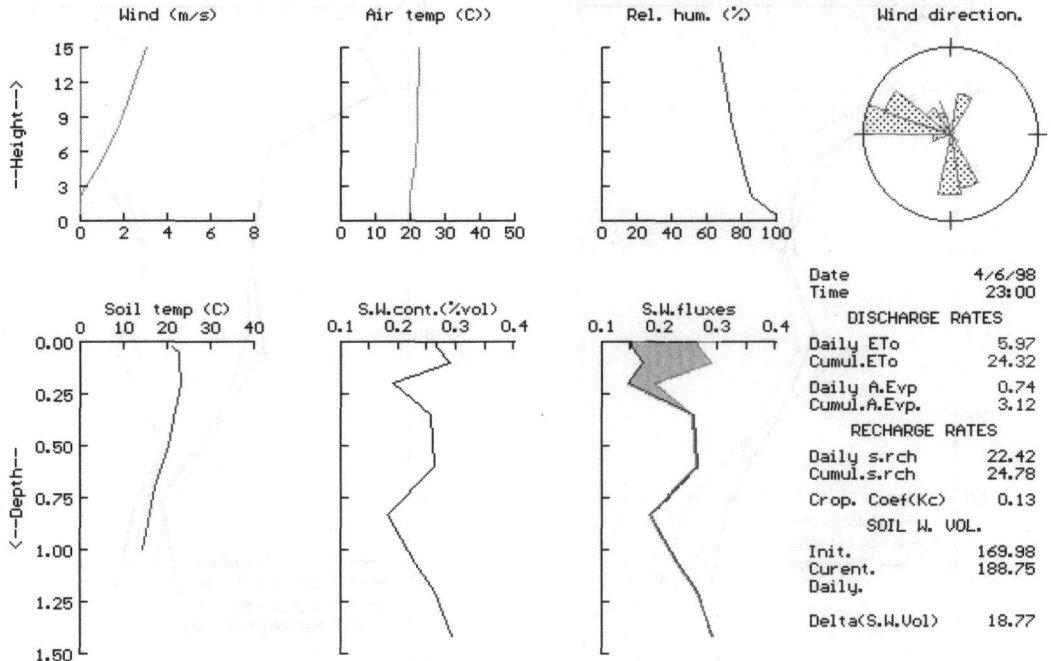 Wind (m/s)
Air temp (C))
Rel. hum. (%)
Wind direction.
--Height-->
15
12
9
6
3
0
0 2 4 6 8
0 10 20 30 40 50
0 20 40 60 80 100
Date 4/6/98
Time 23:00
DISCHARGE RATES
Daily ETo 5.97
Cumul.ETo 24.32
Daily A.Evp 0.74
Cumul.A.Evp. 3.12
RECHARGE RATES
Daily s.rch 22.42
Cumul.s.rch 24.78
Crop. Coef(Kc) 0.13
SOIL W. VOL.
Init. 169.98
Curent. 188.75
Daily.
Delta(S.W.Vol) 18.77
Soil temp (C)
0 10 20 30 40
S.W.cont.(%vol)
0.1 0.2 0.3 0.4
S.W.fluxes
0.1 0.2 0.3 0.4
<--Depth--
0.00
0.25
0.50
0.75
1.00
1.25
1.50